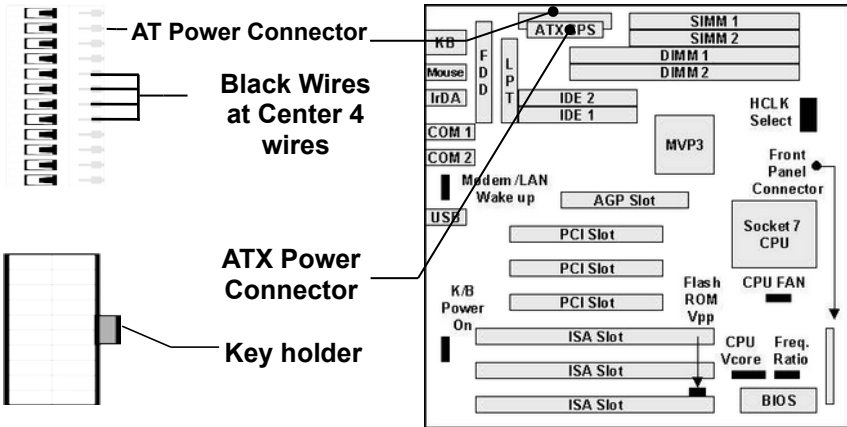 AT Power Connector
Black Wires
at Center 4
wires
ATX Power
Connector
Key holder
KB
Mouse
IrDA
COM 1
COM 2
USB
FDD
LPT
ATX SPS
IDE 2
IDE 1
SIMM 1
SIMM 2
DIMM 1
DIMM 2
HCLK
Select
MVP3
Front
Panel
Connector
Modem /LAN
Wake up
AGP Slot
Socket 7
CPU
PCI Slot
PCI Slot
PCI Slot
CPU FAN
K/B
Power
On
Flash
ROM
Vpp
ISA Slot
ISA Slot
ISA Slot
CPU
Vcore
Freq.
Ratio
BIOS